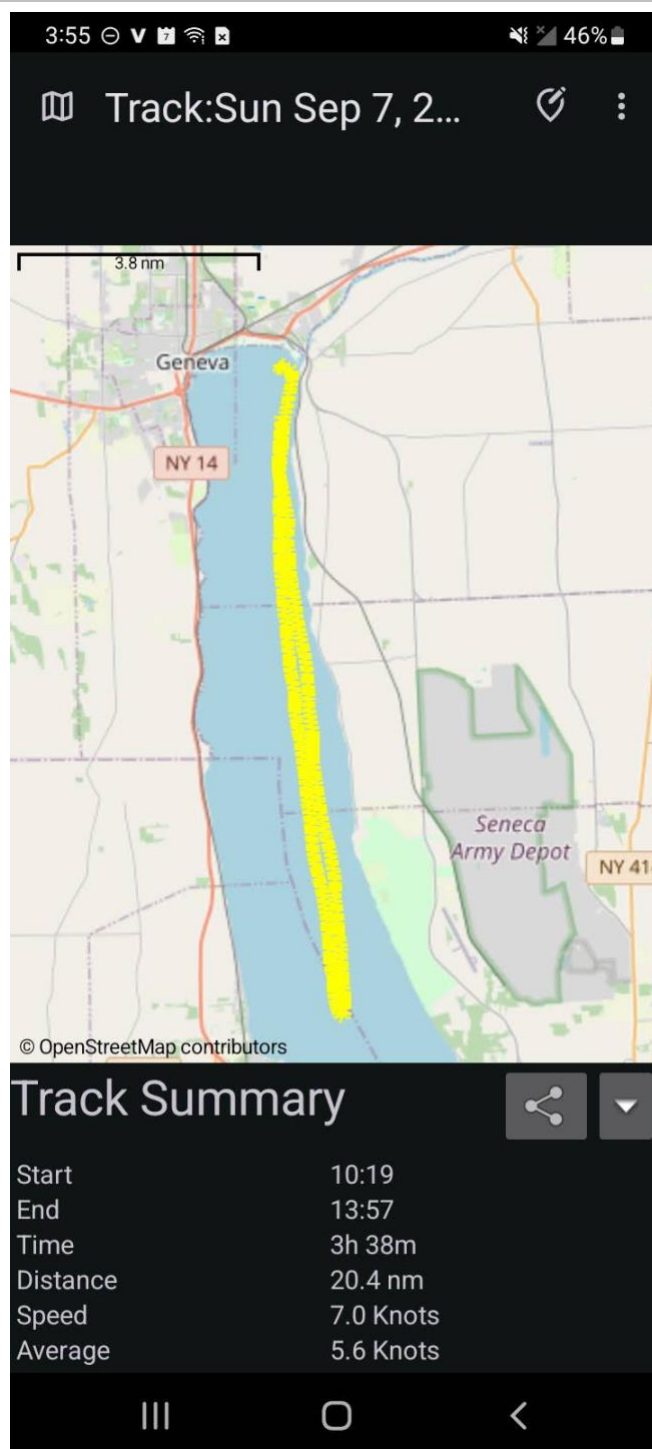 3:55 V 7 46%
Track:Sun Sep 7, 2...
3.8 nm
Geneva
NY 14
Seneca
Army Depot
NY 41
© OpenStreetMap contributors
Track Summary
Start 10:19
End 13:57
Time 3h 38m
Distance 20.4 nm
Speed 7.0 Knots
Average 5.6 Knots